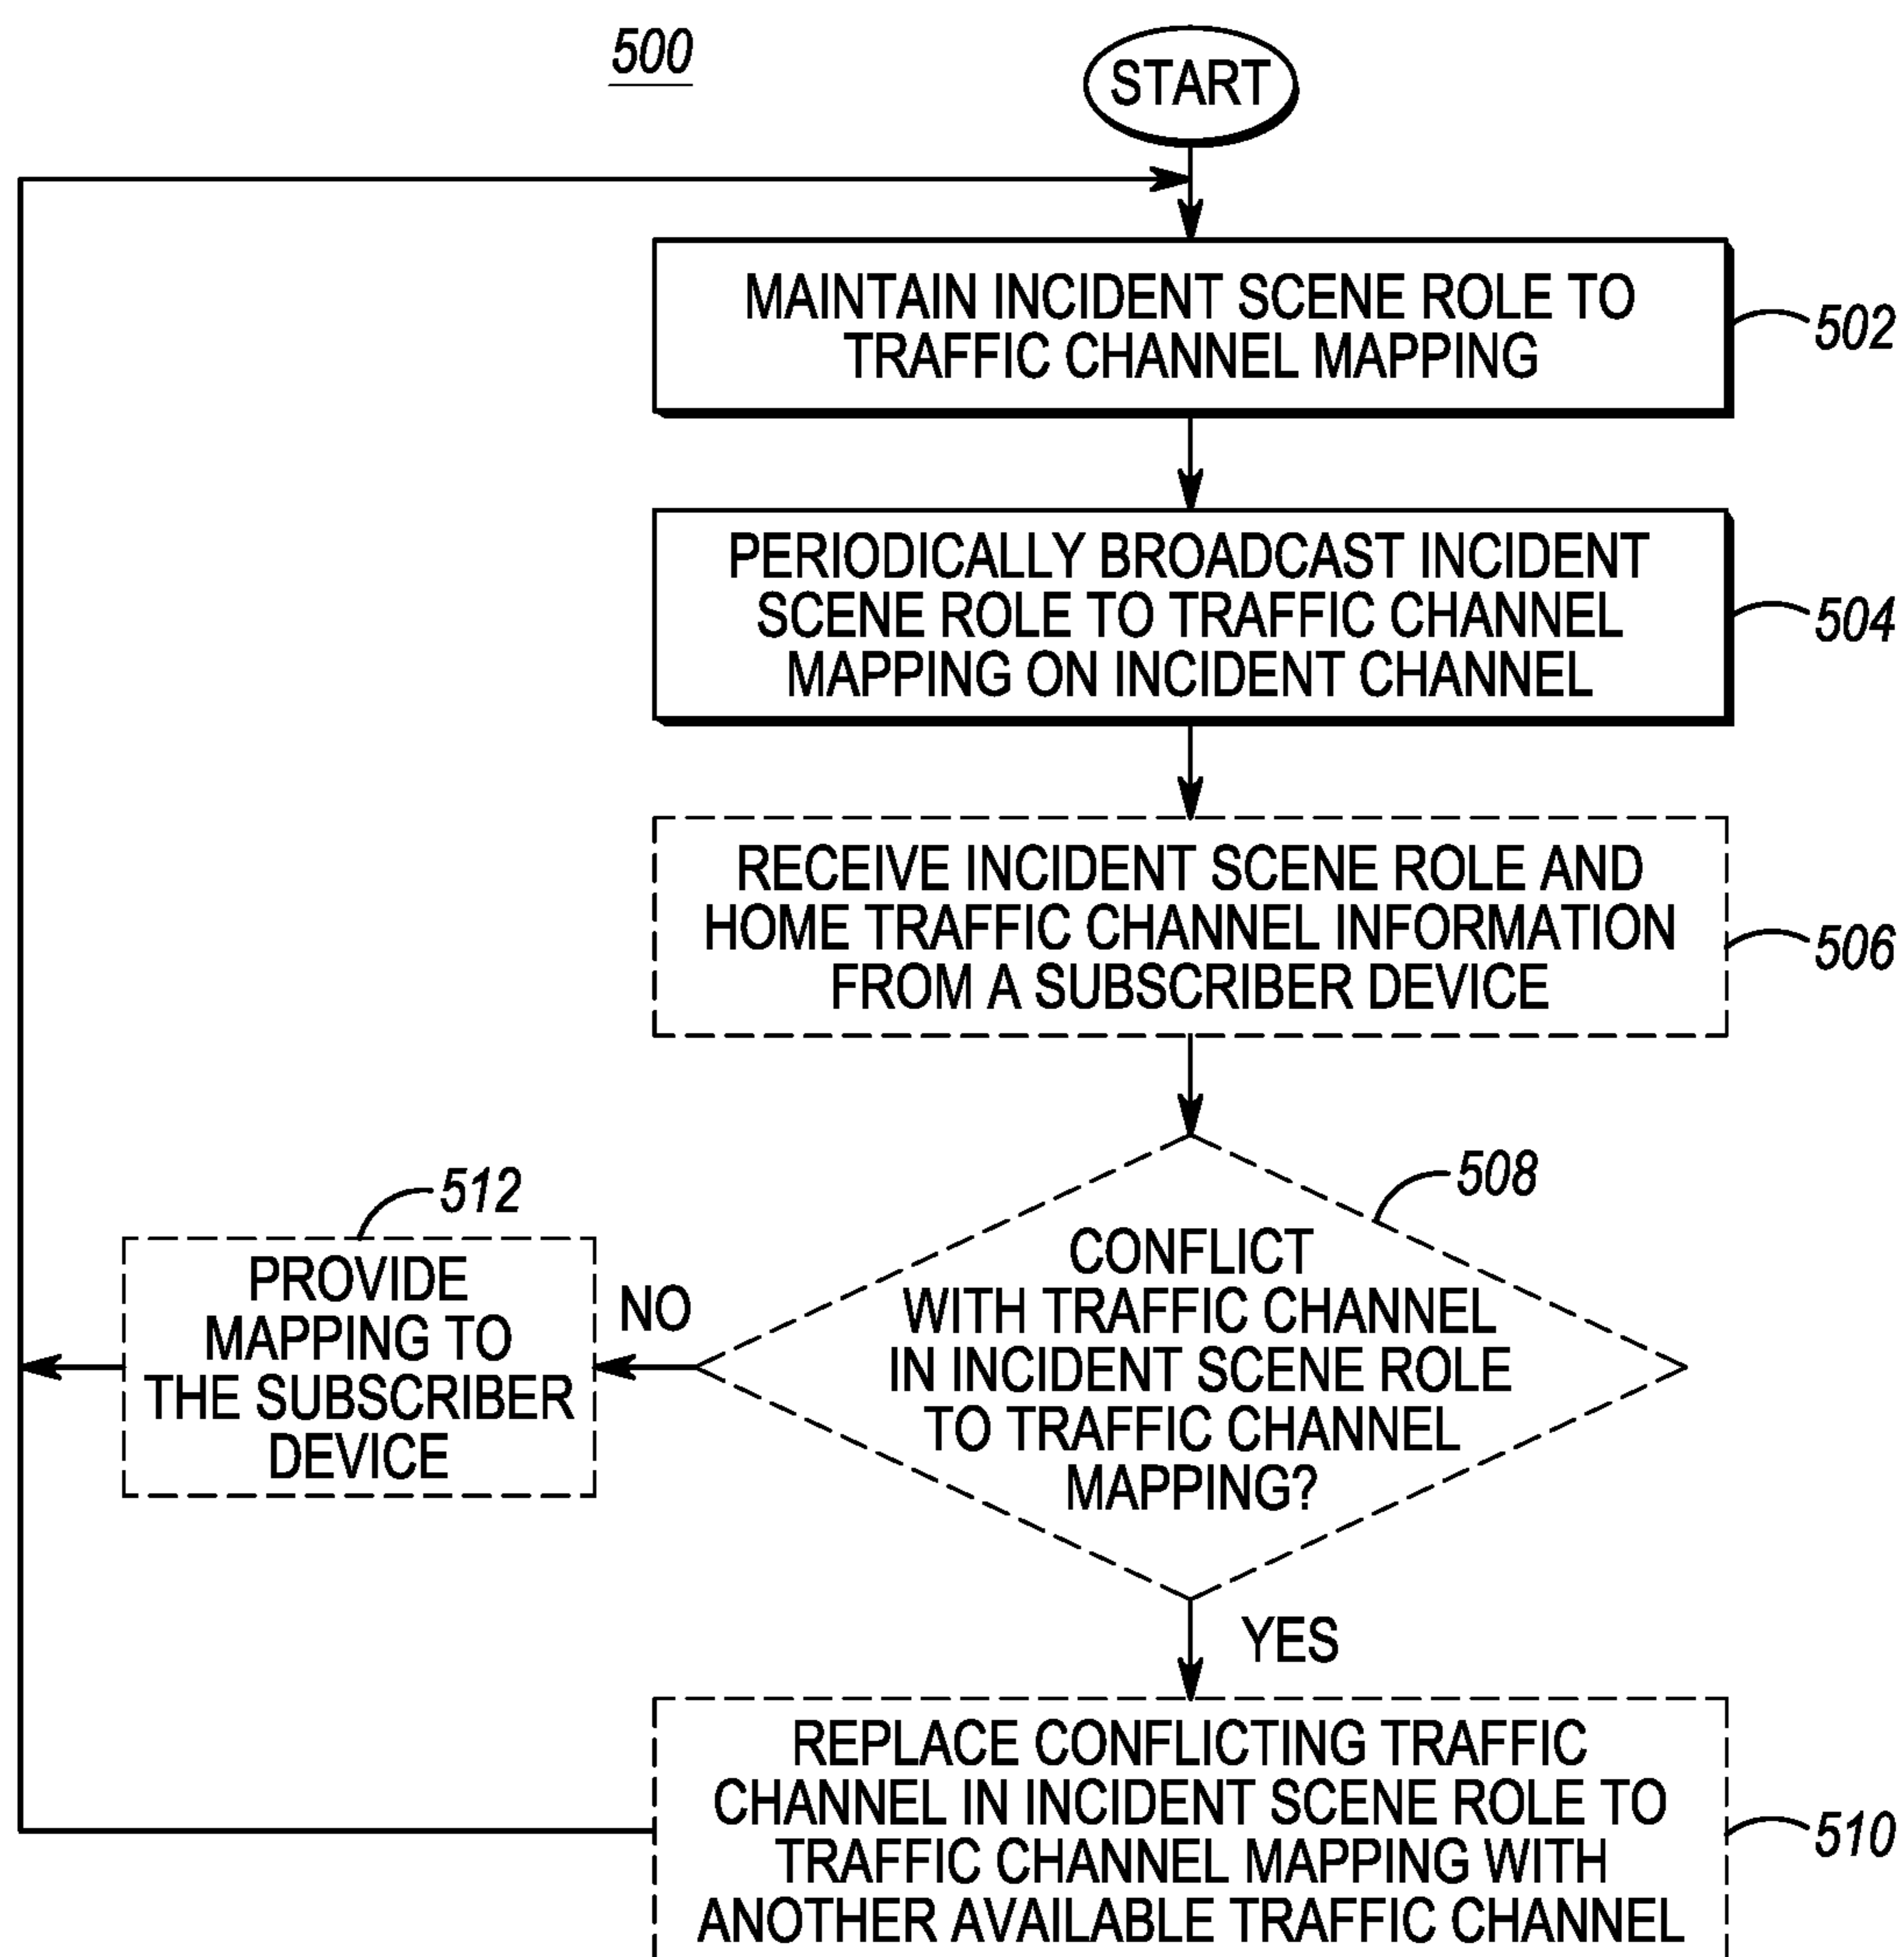 500
START
MAINTAIN INCIDENT SCENE ROLE TO
TRAFFIC CHANNEL MAPPING
502
PERIODICALLY BROADCAST INCIDENT
SCENE ROLE TO TRAFFIC CHANNEL
MAPPING ON INCIDENT CHANNEL
504
RECEIVE INCIDENT SCENE ROLE AND
HOME TRAFFIC CHANNEL INFORMATION
FROM A SUBSCRIBER DEVICE
506
508
CONFLICT
WITH TRAFFIC CHANNEL
IN INCIDENT SCENE ROLE
TO TRAFFIC CHANNEL
MAPPING?
NO
512
PROVIDE
MAPPING TO
THE SUBSCRIBER
DEVICE
YES
REPLACE CONFLICTING TRAFFIC
CHANNEL IN INCIDENT SCENE ROLE TO
TRAFFIC CHANNEL MAPPING WITH
ANOTHER AVAILABLE TRAFFIC CHANNEL
510